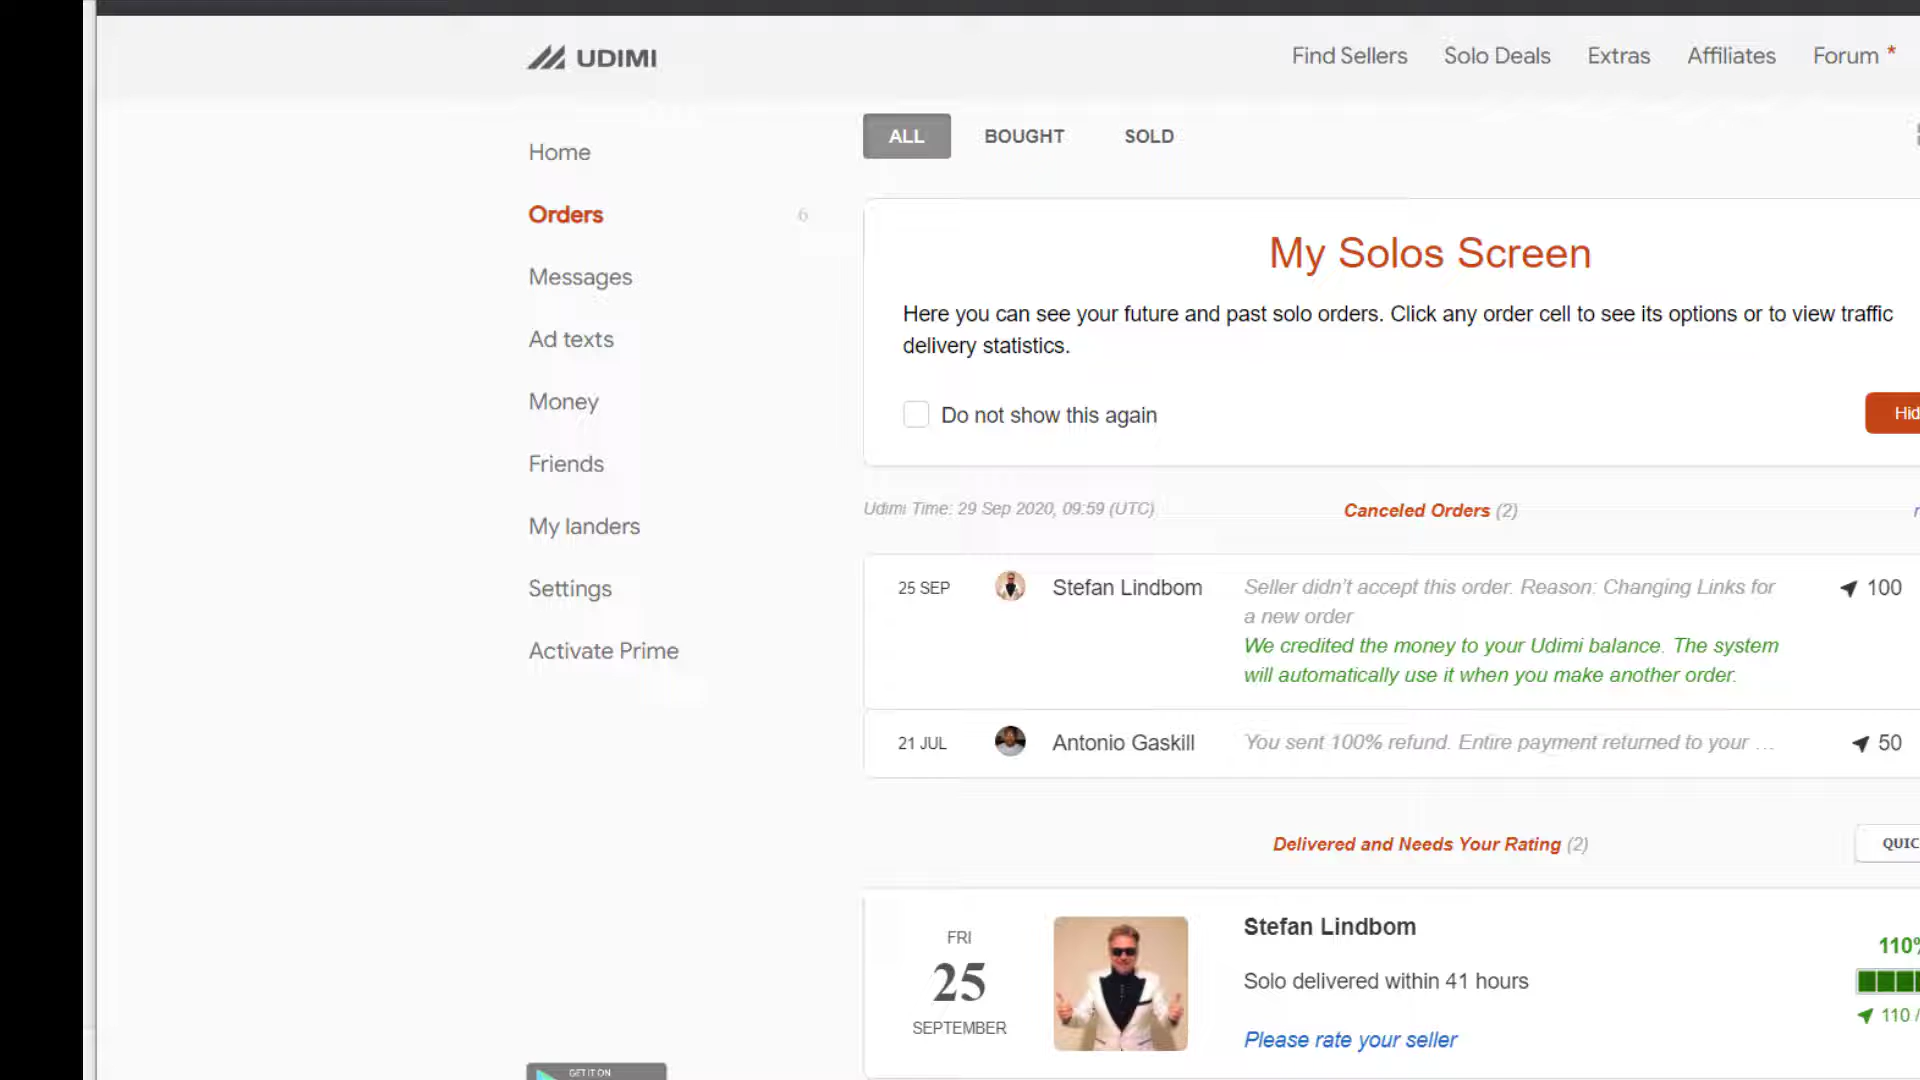 UDIMI
Find Sellers
Solo Deals
Extras
Affiliates
Forum *
Home
Orders
6
Messages
Ad texts
Money
Friends
My landers
Settings
Activate Prime
ALL
BOUGHT
SOLD
My Solos Screen
Here you can see your future and past solo orders. Click any order cell to see its options or to view traffic
delivery statistics.
Do not show this again
Hid
Udimi Time: 29 Sep 2020, 09:59 (UTC)
Canceled Orders (2)
25 SEP
Stefan Lindbom
Seller didn't accept this order. Reason: Changing Links for
a new order
We credited the money to your Udimi balance. The system
will automatically use it when you make another order.
100
21 JUL
Antonio Gaskill
You sent 100% refund. Entire payment returned to your …
50
Delivered and Needs Your Rating (2)
QUIC
FRI
25
SEPTEMBER
Stefan Lindbom
Solo delivered within 41 hours
Please rate your seller
110%
110 /
GET IT ON